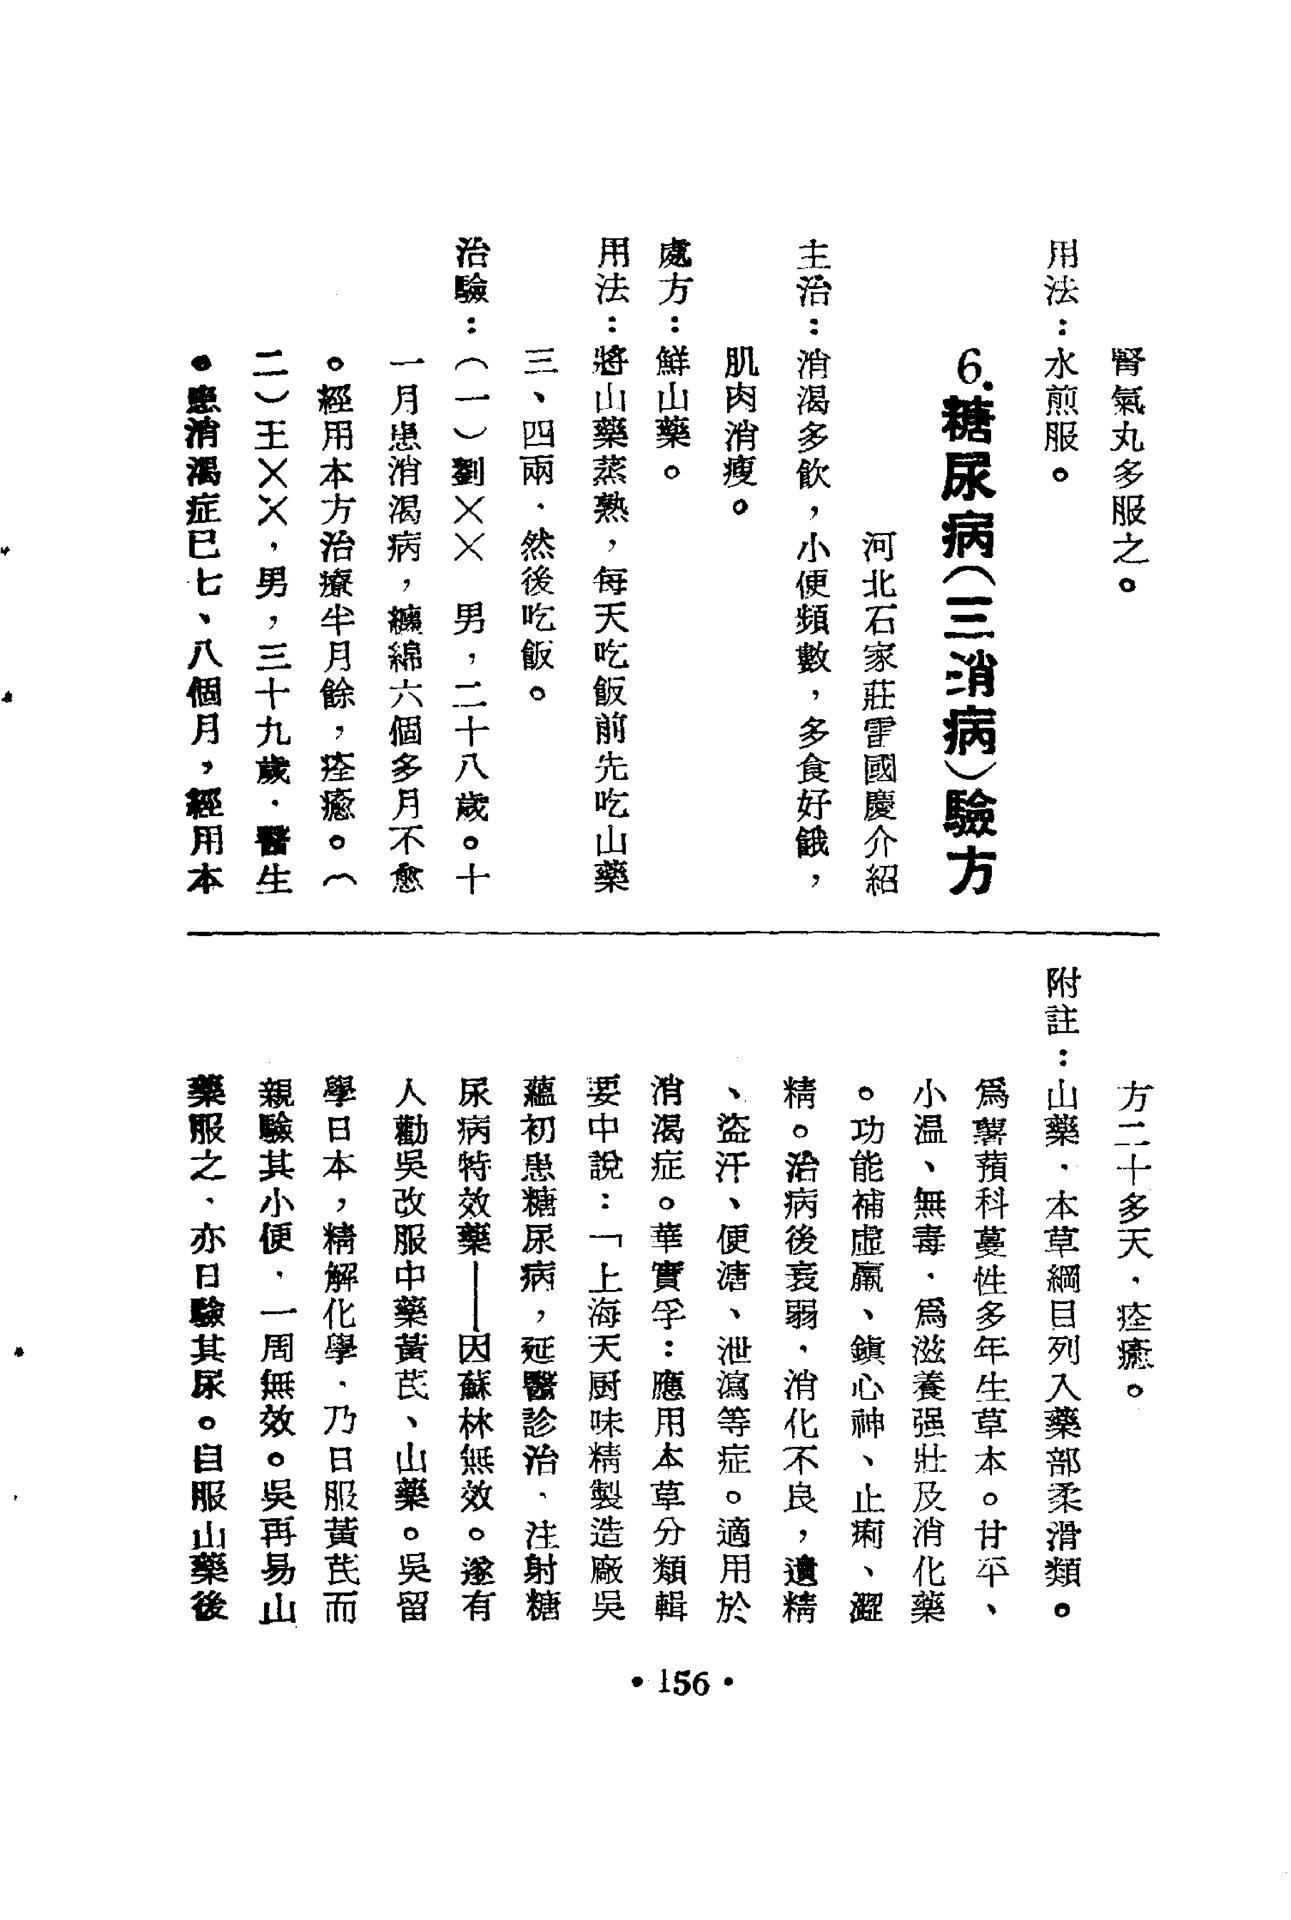 腎氣丸多服之。
用法：水煎服。
6.糖尿病（三消病）驗方
河北石家莊雷國慶介紹
主治：消渴多飲，小便頻數，多食好餓，
肌肉消瘦。
處方：鮮山藥。
用法：將山藥蒸熟，每天吃飯前先吃山藥
三、四兩．然後吃飯。
治驗：（一）劉××　男，二十八歲。十
一月患消渴病，纏綿六個多月不愈
。經用本方治療半月餘，痊癒。（
二）王××，男，三十九歲．醫生
。患消渴症已七、八個月，經用本
方二十多天．痊癒。
附註：山藥．本草綱目列入藥部柔滑類。
爲薯蕷科蔓性多年生草本。甘平、
小温、無毒．爲滋養强壯及消化藥
。功能補虛羸、鎭心神、止痢、澀
精。治病後衰弱．消化不良，遺精
、盜汗、便溏、泄瀉等症。適用於
消渴症。華實孚：應用本草分類輯
要中說：「上海天厨味精製造廠吳
蘊初患糖尿病，延醫診治．注射糖
尿病特效藥——因蘇林無效。遂有
人勸吳改服中藥黃芪、山藥。吳留
學日本，精解化學．乃日服黃芪而
親驗其小便．一周無效。吳再易山
藥服之．亦日驗其尿。自服山藥後
•156•